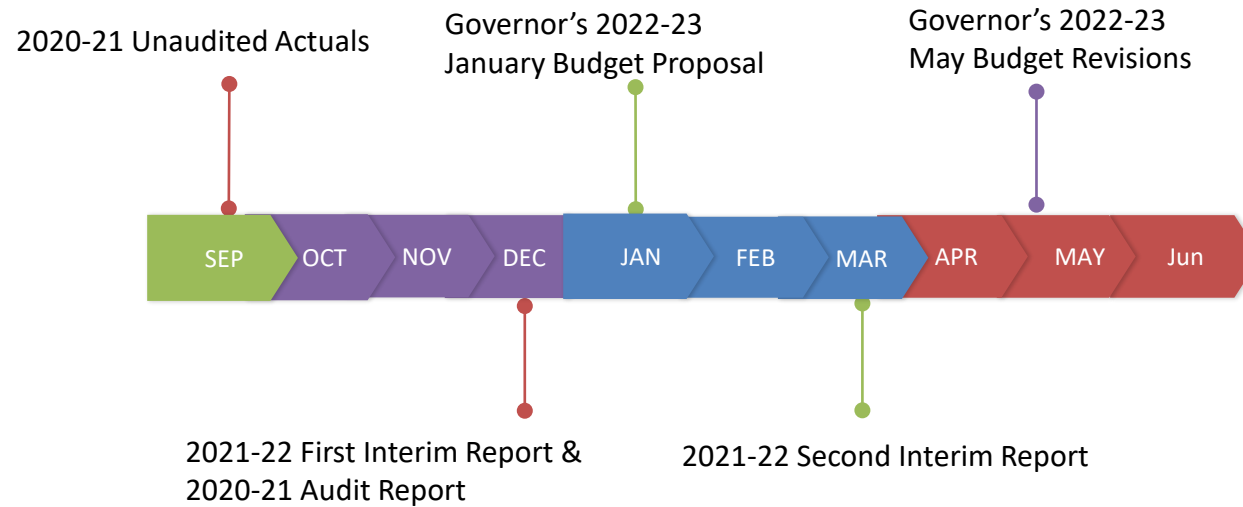 2020-21 Unaudited Actuals
Governor’s 2022-23
January Budget Proposal
Governor’s 2022-23
May Budget Revisions
SEP
OCT
NOV
DEC
JAN
FEB
MAR
APR
MAY
Jun
2021-22 First Interim Report &
2020-21 Audit Report
2021-22 Second Interim Report